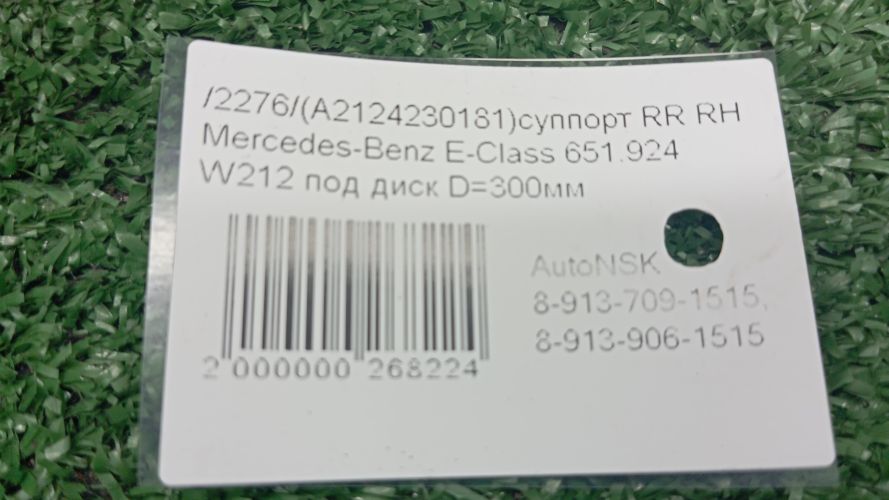 /2276/(A2124230181)суппорт RR RH
Mercedes-Benz E-Class 651.924
W212 под диск D=300мм
AutoNSK
8-913-709-1515,
8-913-906-1515
2 000000 268224